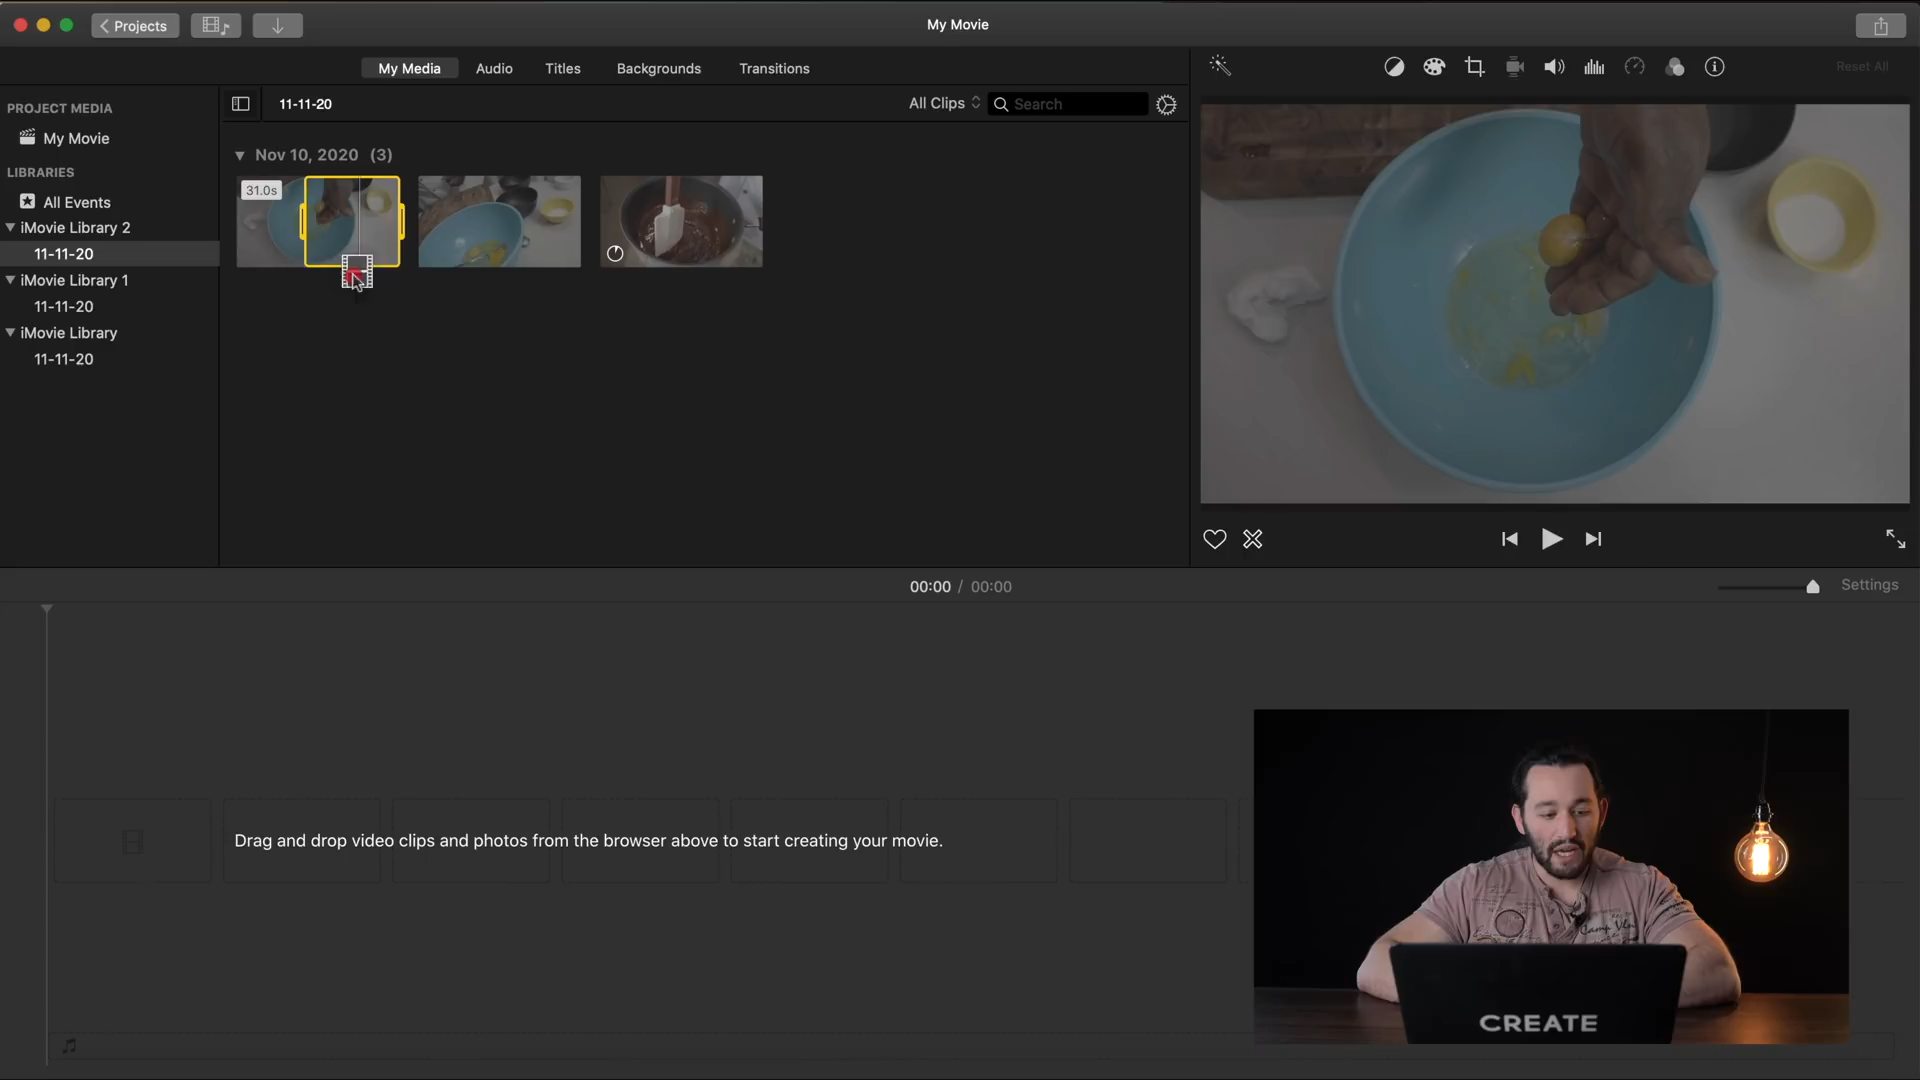 Projects
My Movie
My Media
Audio
Titles
Backgrounds
Transitions
Reset All
PROJECT MEDIA
My Movie
LIBRARIES
All Events
iMovie Library 2
11-11-20
iMovie Library 1
11-11-20
iMovie Library
11-11-20
11-11-20
All Clips
Search
Nov 10, 2020 (3)
31.0s
00:00 / 00:00
Settings
Drag and drop video clips and photos from the browser above to start creating your movie.
CREATE